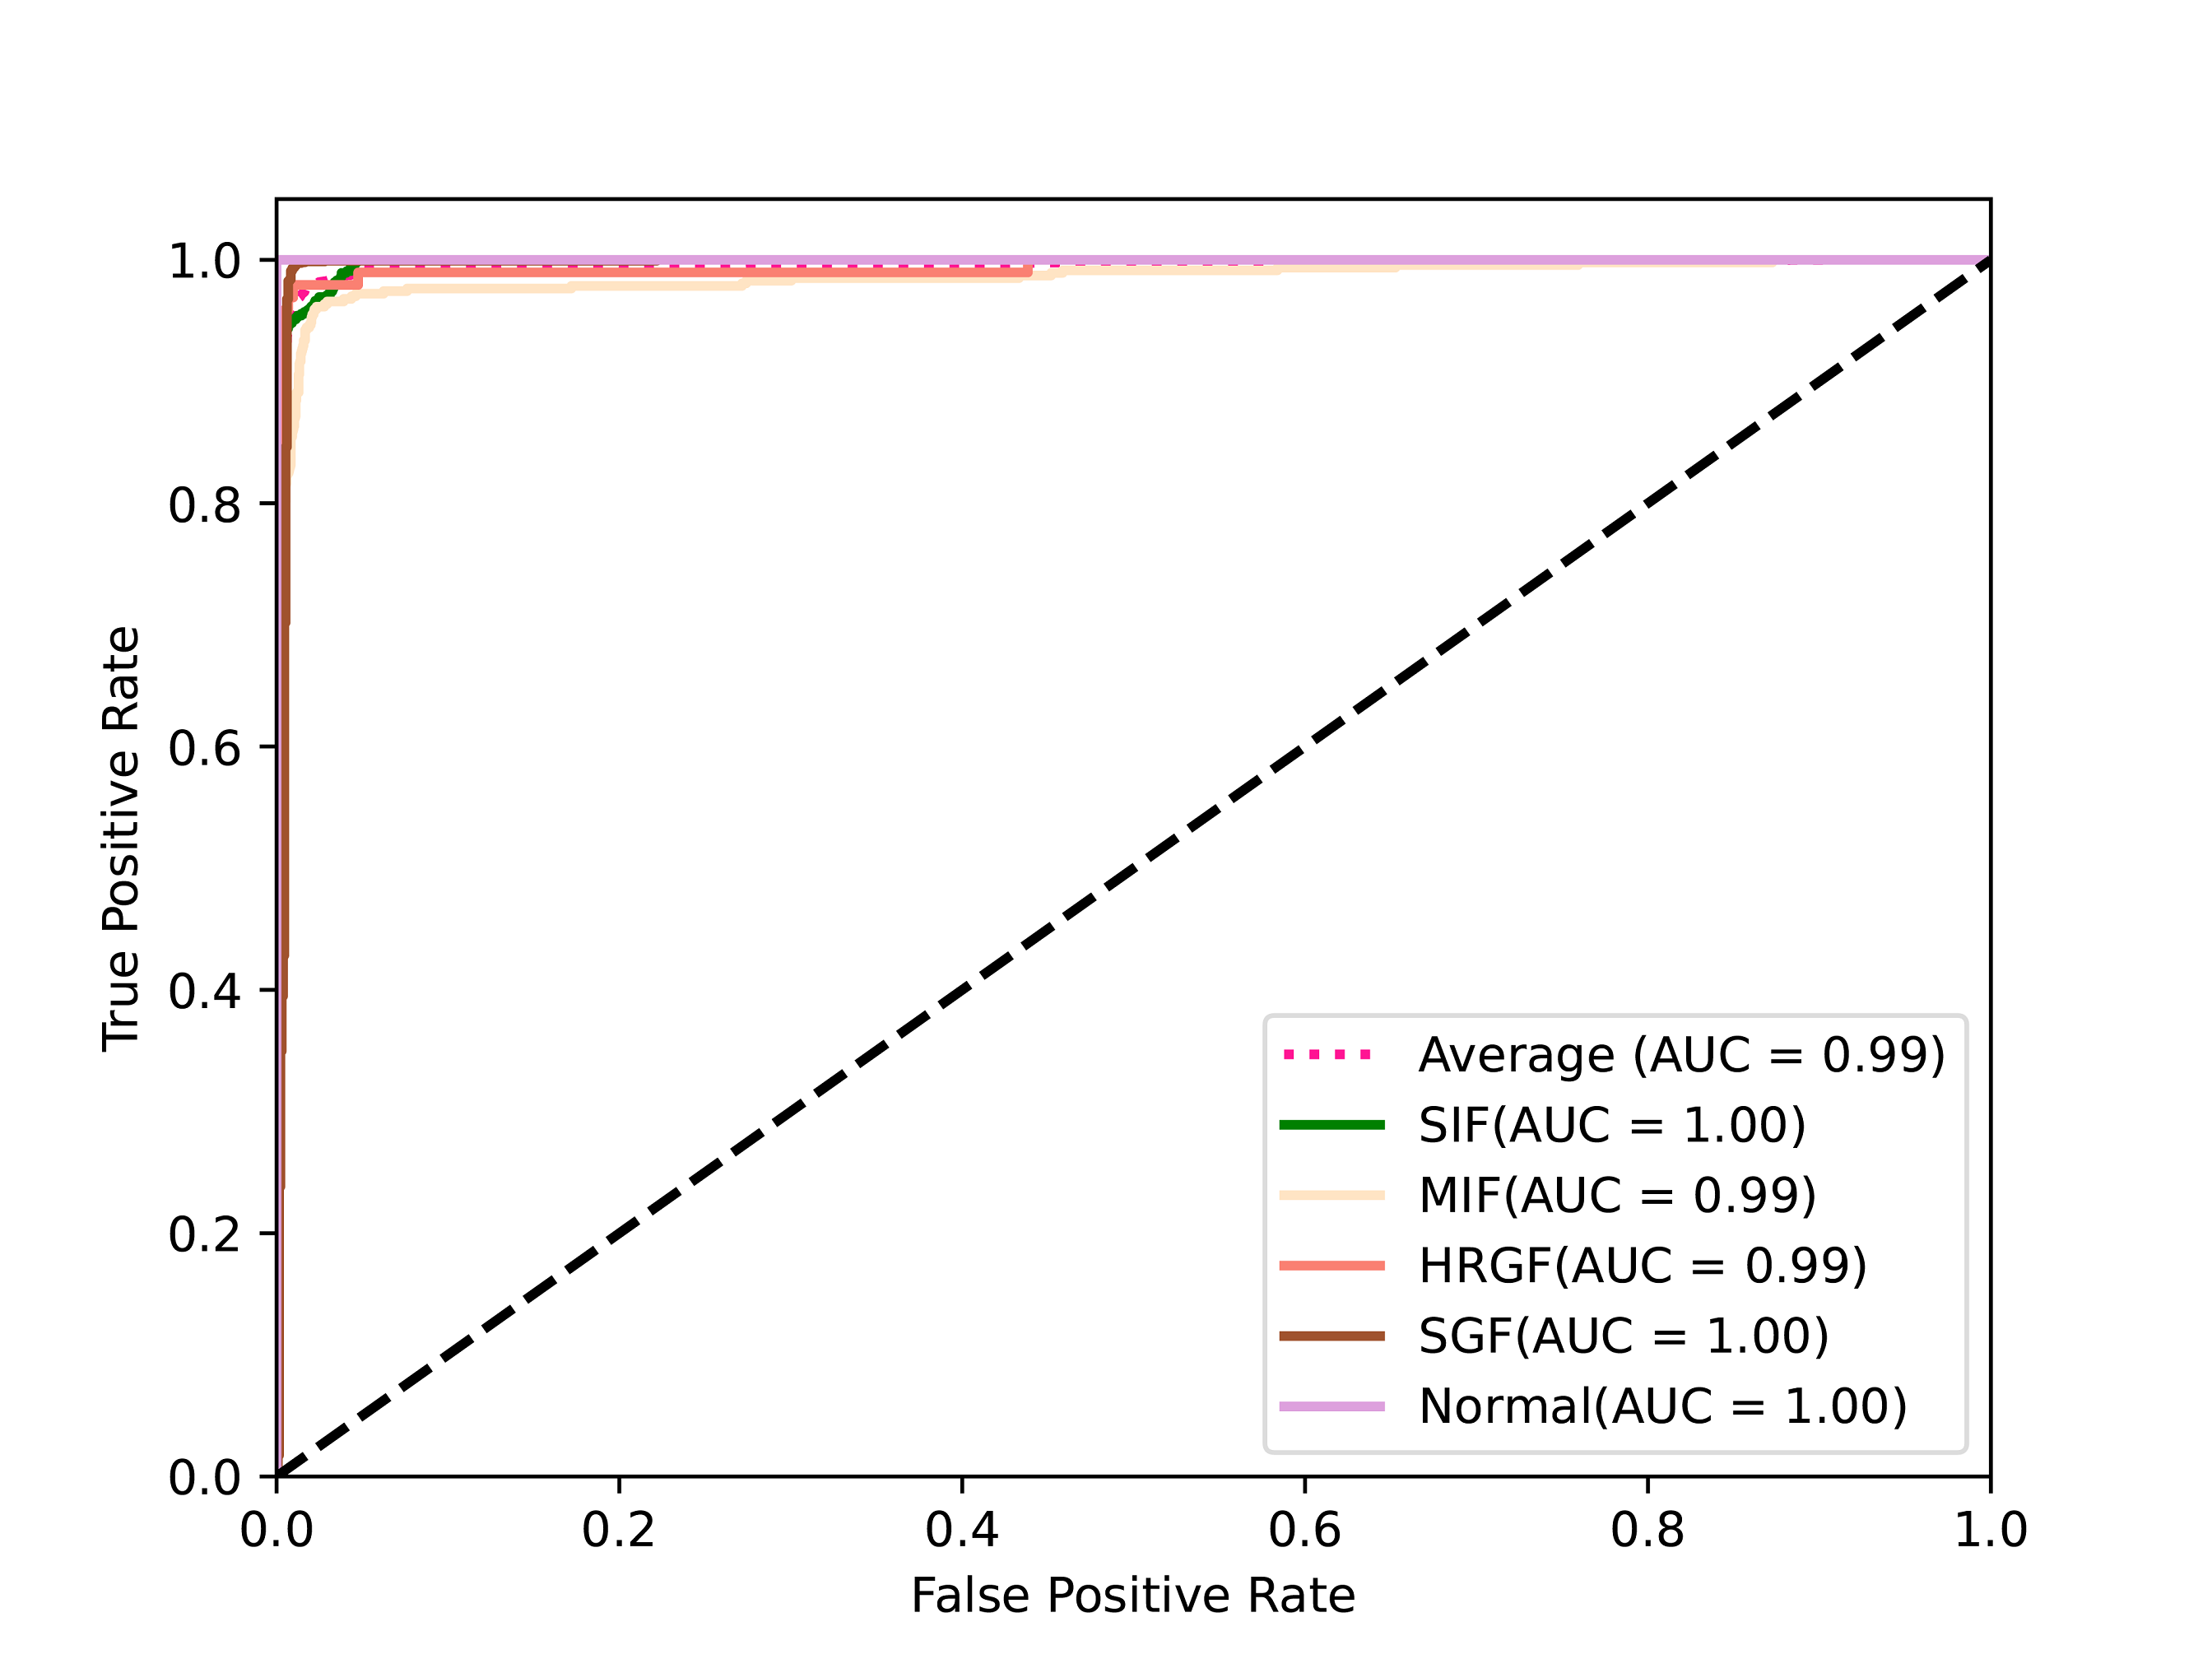 1.0
0.8
0.6
0.4
0.2
0.0
True Positive Rate
0.0 0.2 0.4 0.6 0.8 1.0
False Positive Rate
Average (AUC = 0.99)
SIF(AUC = 1.00)
MIF(AUC = 0.99)
HRGF(AUC = 0.99)
SGF(AUC = 1.00)
Normal(AUC = 1.00)